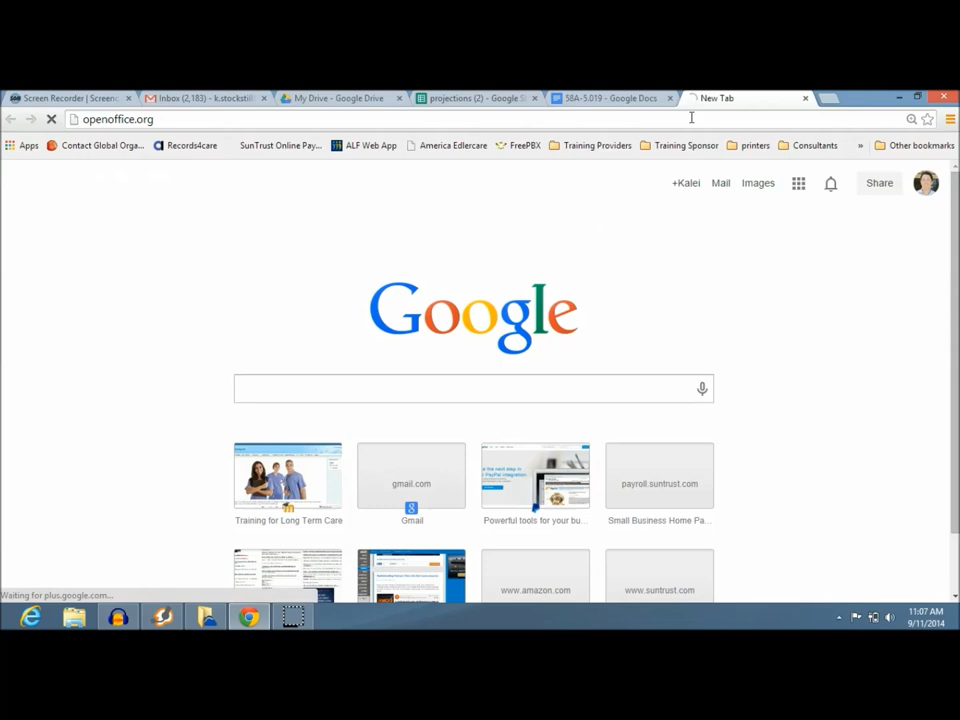 Screen Recorder | Screenc
Inbox (2,183) - k.stockstill
My Drive - Google Drive
projections (2) - Google S
58A-5.019 - Google Docs
New Tab
openoffice.org
Apps
Contact Global Orga...
Records4care
SunTrust Online Pay...
ALF Web App
America Edlercare
FreePBX
Training Providers
Training Sponsor
printers
Consultants
»
Other bookmarks
+Kalei
Mail
Images
Share
Google
gmail.com
payroll.suntrust.com
Training for Long Term Care
Gmail
Powerful tools for your bu...
Small Business Home Pa...
www.amazon.com
www.suntrust.com
Waiting for plus.google.com...
11:07 AM
9/11/2014